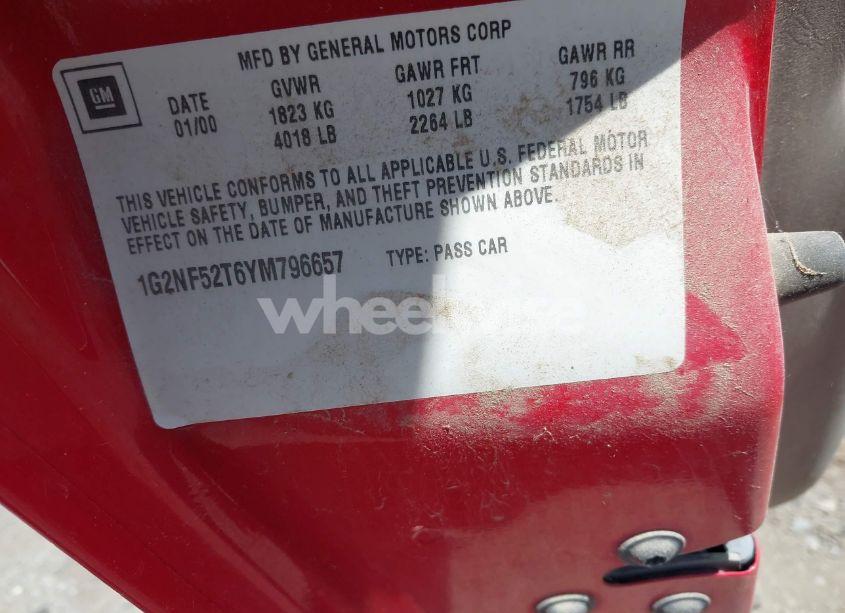 MFD BY GENERAL MOTORS CORP
GM
DATE GVWR GAWR FRT GAWR RR
01/00 1823 KG 1027 KG 796 KG
4018 LB 2264 LB 1754 LB
THIS VEHICLE CONFORMS TO ALL APPLICABLE U.S. FEDERAL MOTOR
VEHICLE SAFETY, BUMPER, AND THEFT PREVENTION STANDARDS IN
EFFECT ON THE DATE OF MANUFACTURE SHOWN ABOVE.
1G2NF52T6YM796657 TYPE: PASS CAR
wheelwise